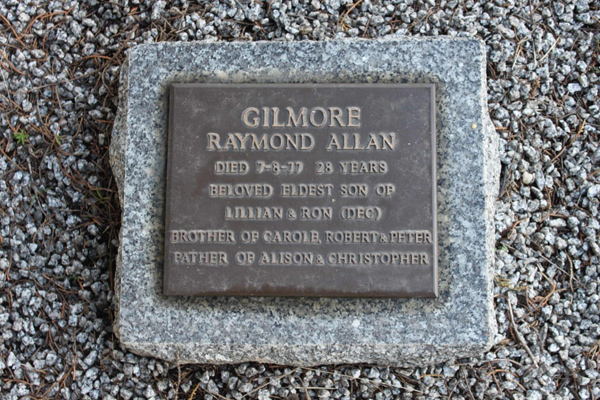 GILMORE
RAYMOND ALLAN
DIED 7-8-77 28 YEARS
BELOVED ELDEST SON OF
LILLIAN & RON (DEC)
BROTHER OF CAROLE, ROBERT & PETER
FATHER OF ALISON & CHRISTOPHER